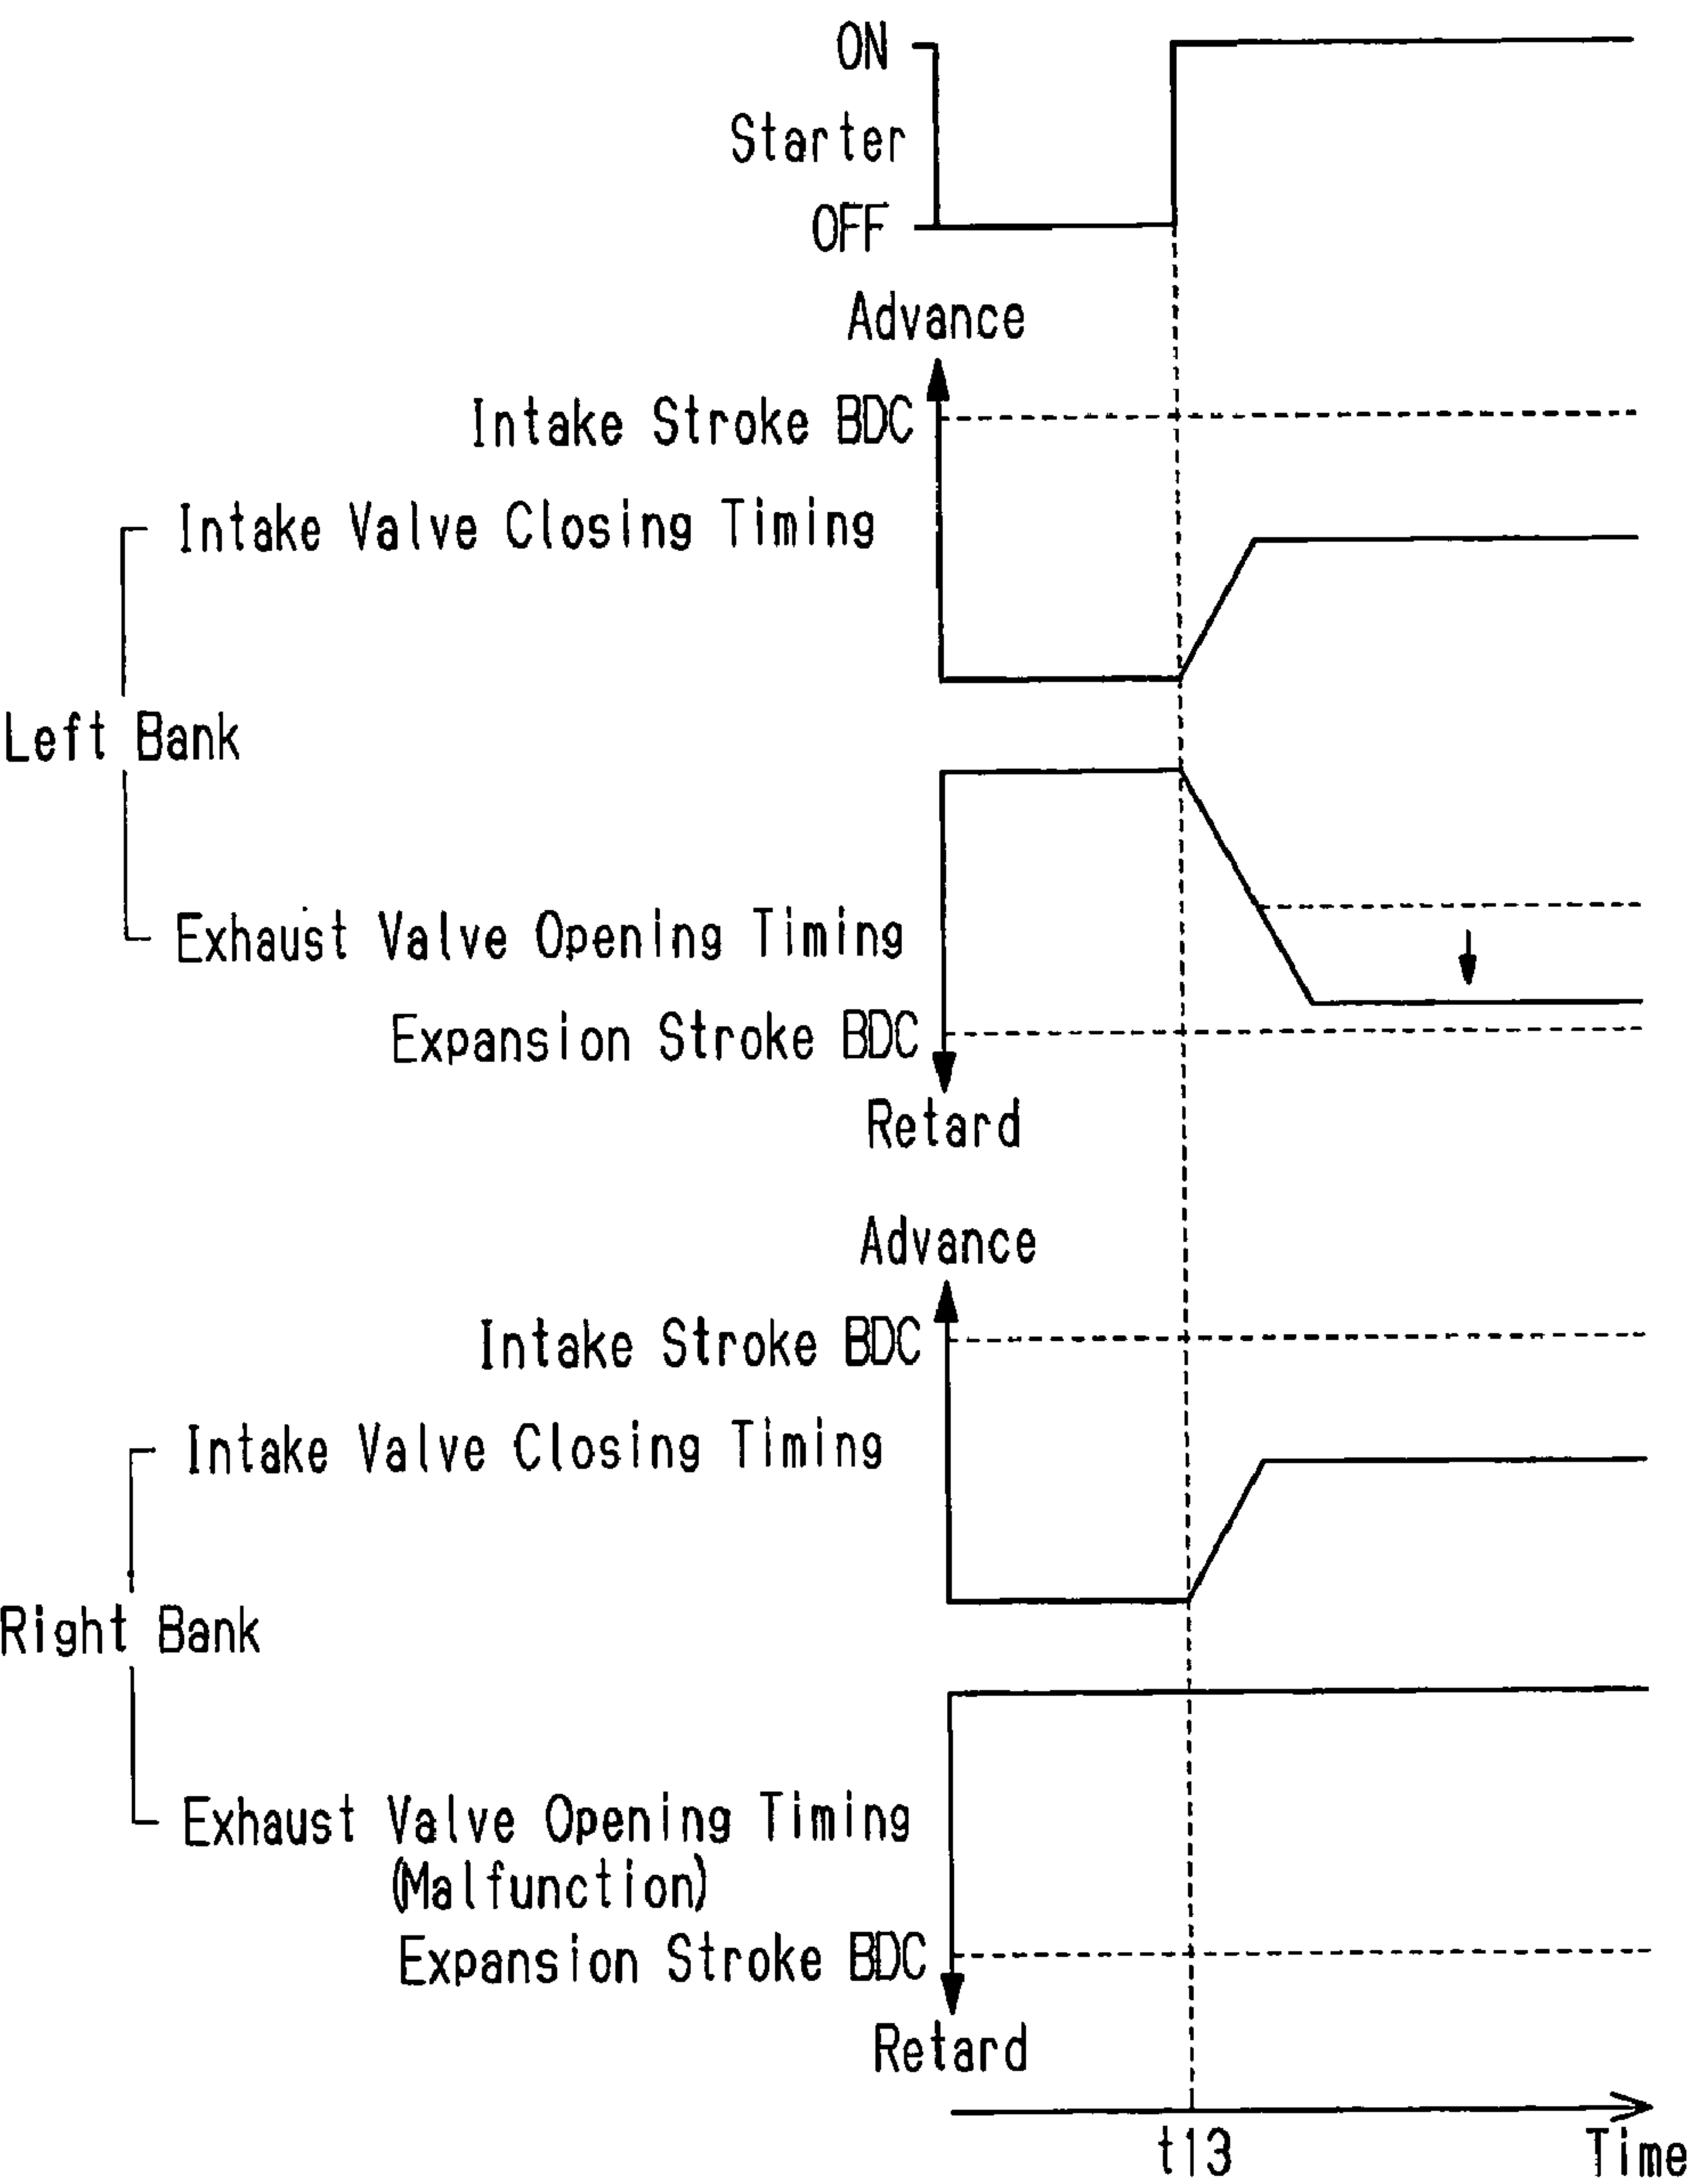 ON
Starter
OFF
Advance
Intake Stroke BDC
Intake Valve Closing Timing
Left Bank
Exhaust Valve Opening Timing
Expansion Stroke BDC
Retard
Advance
Intake Stroke BDC
Intake Valve Closing Timing
Right Bank
Exhaust Valve Opening Timing
(Malfunction)
Expansion Stroke BDC
Retard
t13
Time